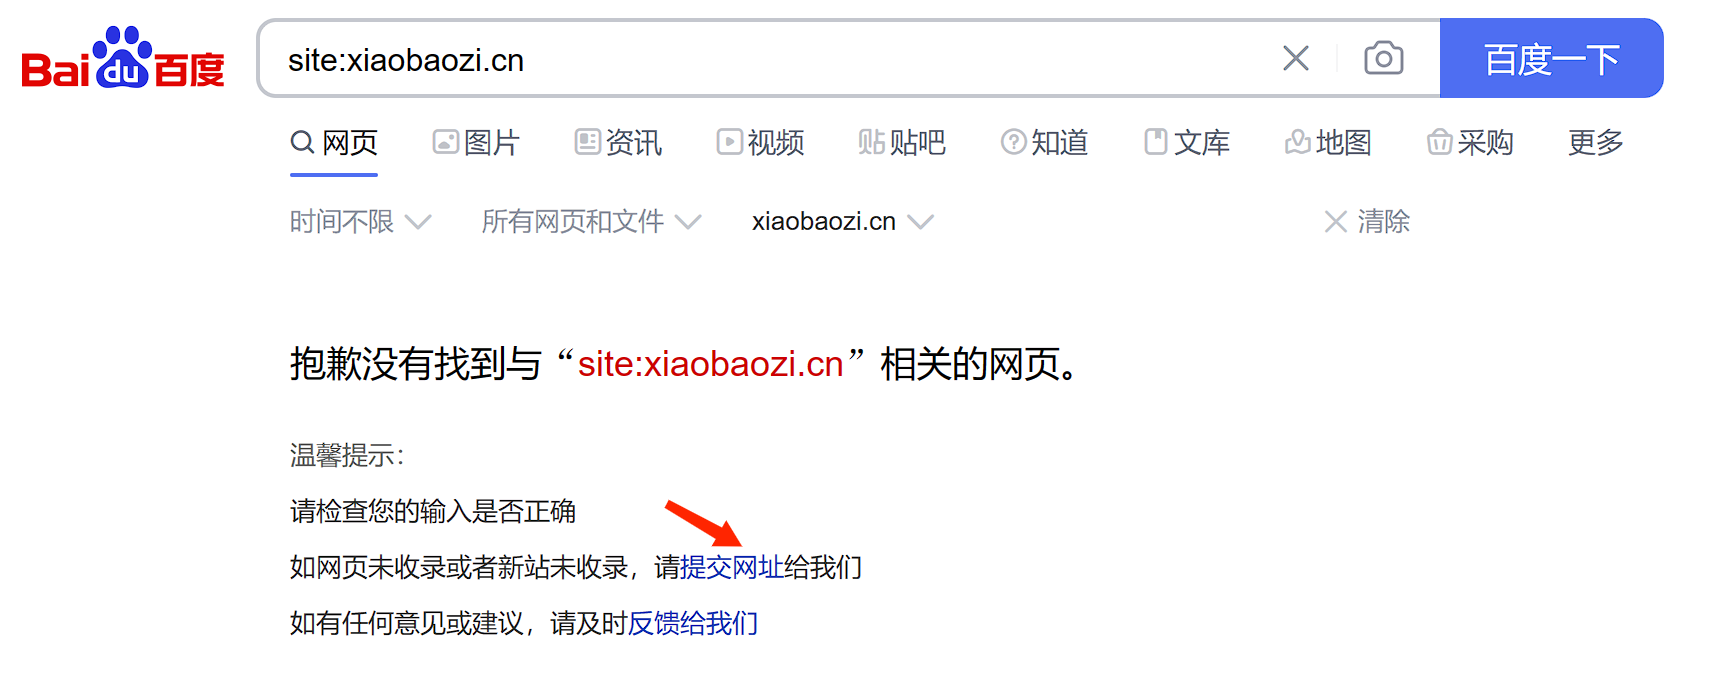 Bai du 百度 site:xiaobaozi.cn 百度一下
网页 图片 资讯 视频 贴 贴吧 知道 文库 地图 采购 更多
时间不限 所有网页和文件 xiaobaozi.cn 清除
抱歉没有找到与“site:xiaobaozi.cn”相关的网页。
温馨提示：
请检查您的输入是否正确
如网页未收录或者新站未收录，请提交网址给我们
如有任何意见或建议，请及时反馈给我们